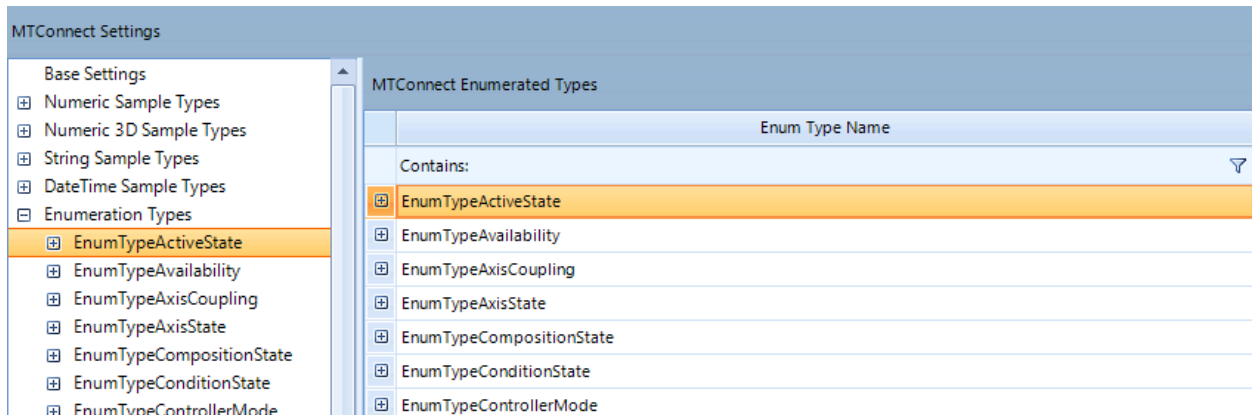 MTConnect Settings
Base Settings
Numeric Sample Types
Numeric 3D Sample Types
String Sample Types
DateTime Sample Types
Enumeration Types
EnumTypeActiveState
EnumTypeAvailability
EnumTypeAxisCoupling
EnumTypeAxisState
EnumTypeCompositionState
EnumTypeConditionState
EnumTypeControllerMode
MTConnect Enumerated Types
Enum Type Name
Contains:
EnumTypeActiveState
EnumTypeAvailability
EnumTypeAxisCoupling
EnumTypeAxisState
EnumTypeCompositionState
EnumTypeConditionState
EnumTypeControllerMode